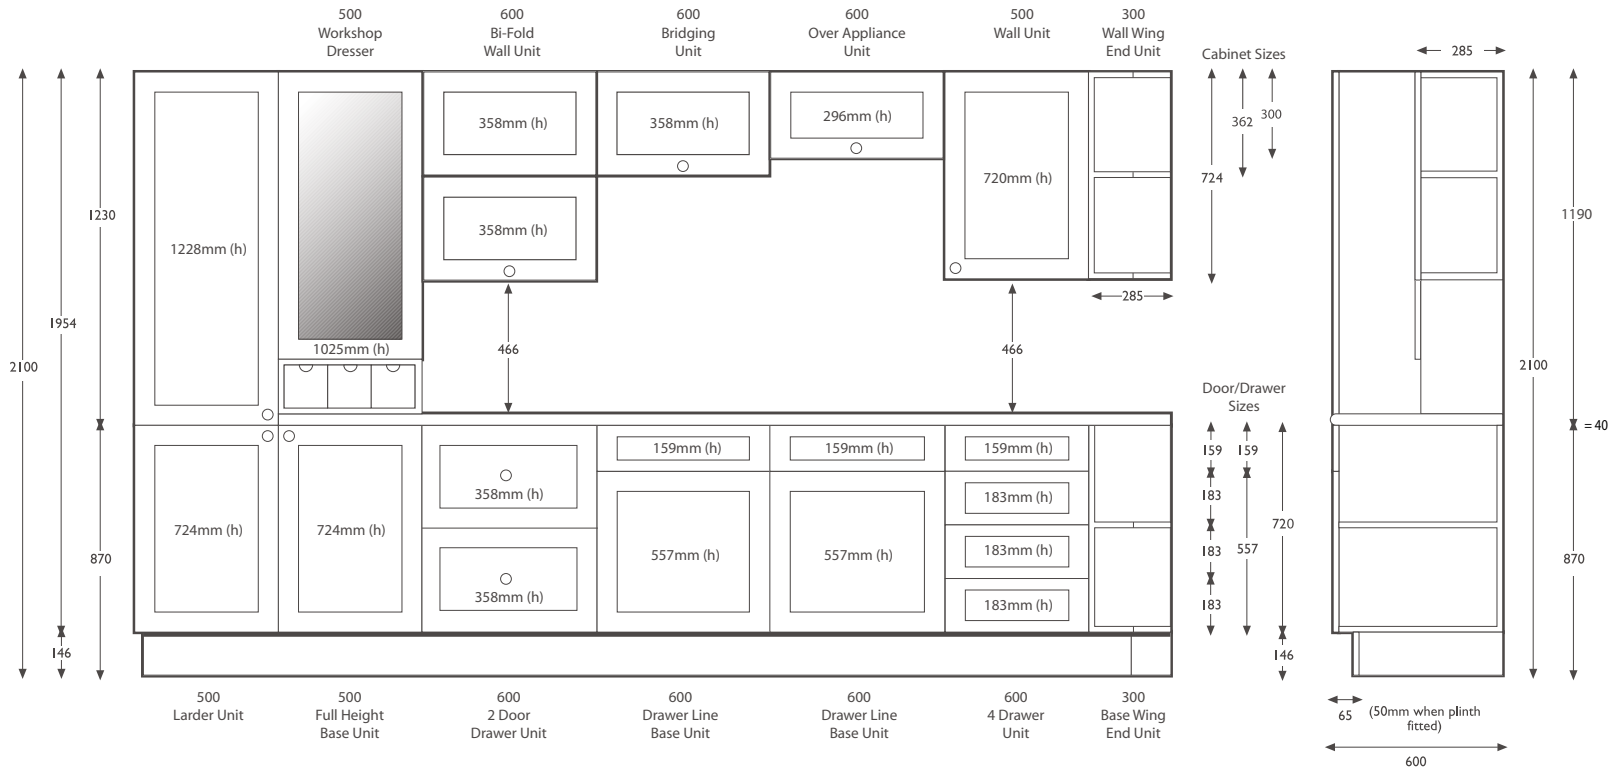 500
Workshop
Dresser
600
Bi-Fold
Wall Unit
600
Bridging
Unit
600
Over Appliance
Unit
500
Wall Unit
300
Wall Wing
End Unit
Cabinet Sizes
285
358mm (h)
358mm (h)
296mm (h)
300
362
720mm (h)
724
358mm (h)
1228mm (h)
1230
1190
285
1954
466
466
1025mm (h)
2100
2100
Door/Drawer
Sizes
= 40
159mm (h)
159mm (h)
159mm (h)
159
159
358mm (h)
183mm (h)
183
724mm (h)
724mm (h)
720
557mm (h)
557mm (h)
183mm (h)
183
557
870
870
358mm (h)
183mm (h)
183
146
146
500
Larder Unit
500
Full Height
Base Unit
600
2 Door
Drawer Unit
600
Drawer Line
Base Unit
600
Drawer Line
Base Unit
600
4 Drawer
Unit
300
Base Wing
End Unit
65
(50mm when plinth
fitted)
600